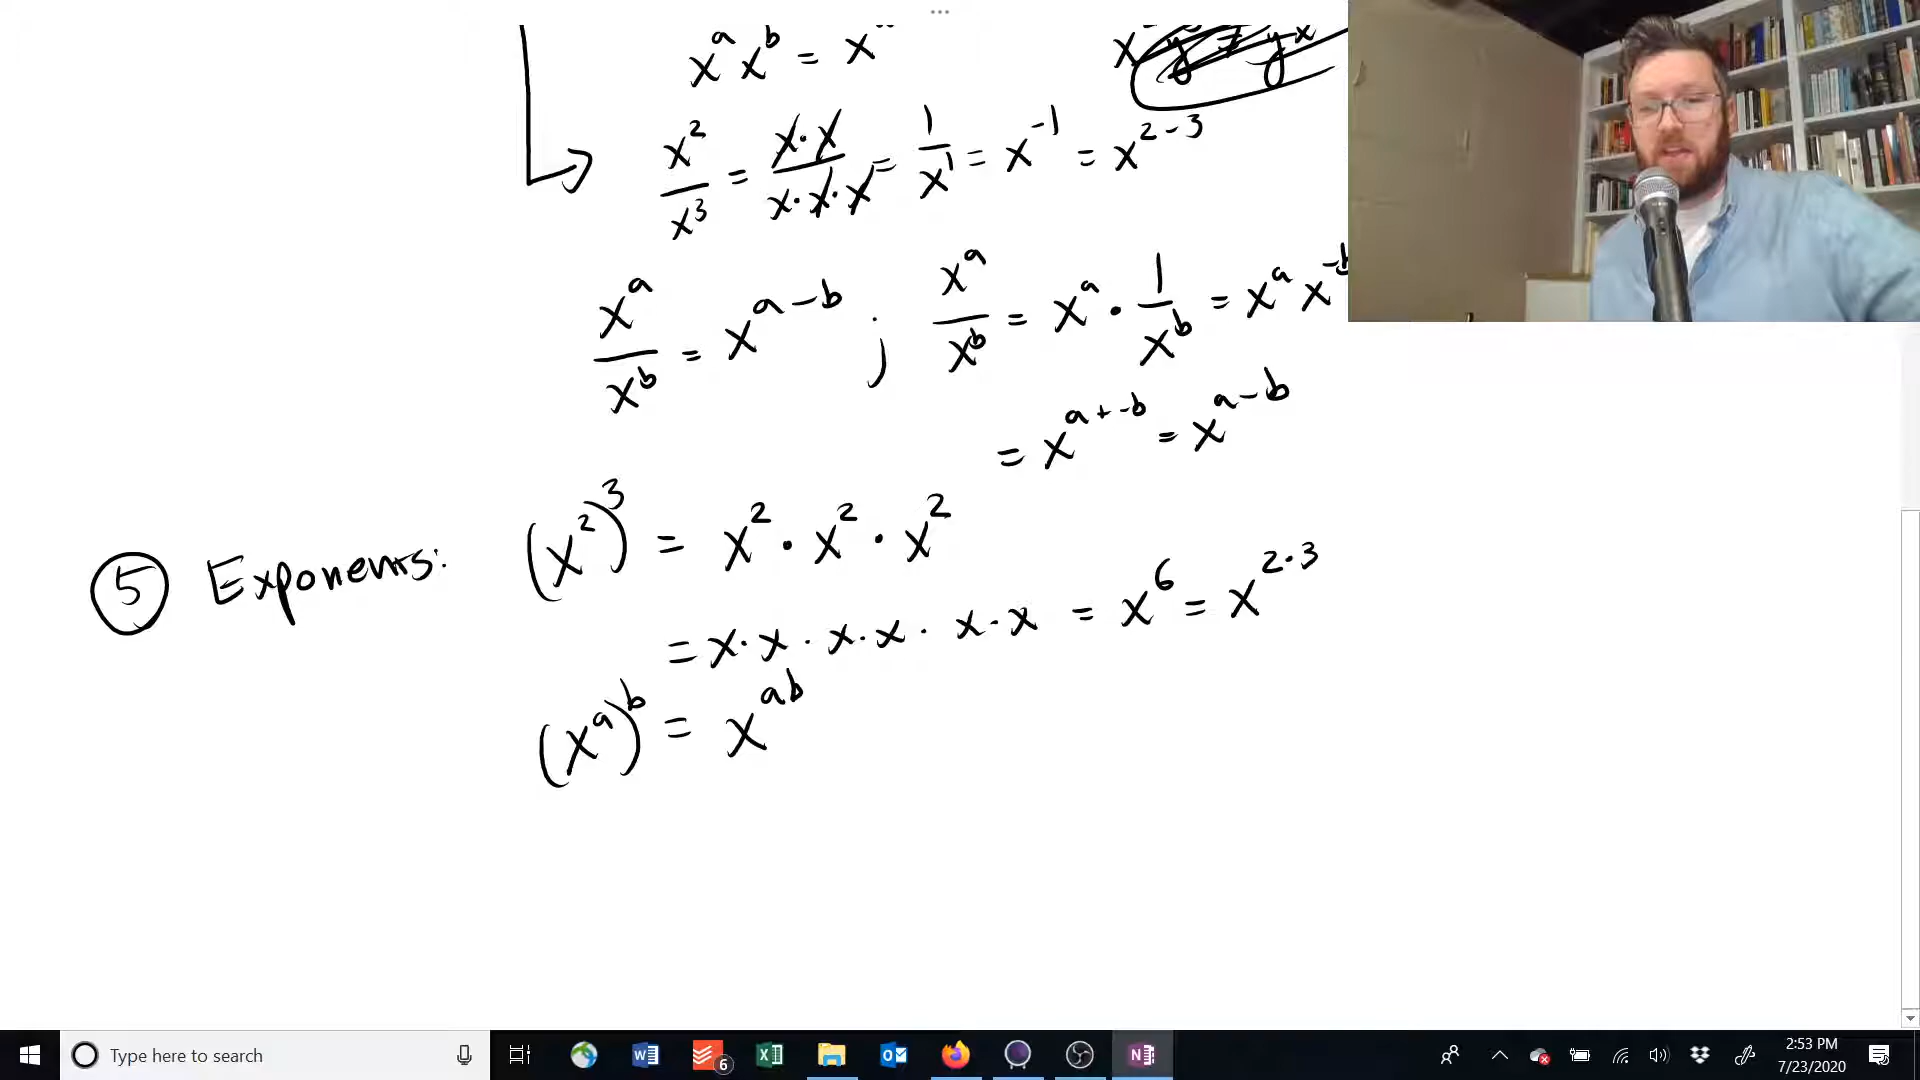 x^a x^b = x
x^2/x^3 = x·x/x·x·x = 1/x^1 = x^-1 = x^2-3
x^a/x^b = x^a-b ; x^a/x^b = x^a · 1/x^b = x^a x^-b
= x^a+-b = x^a-b
5 Exponents: (x^2)^3 = x^2 · x^2 · x^2
= x·x · x·x · x·x = x^6 = x^2·3
(x^a)^b = x^ab
Type here to search
6
2:53 PM
7/23/2020